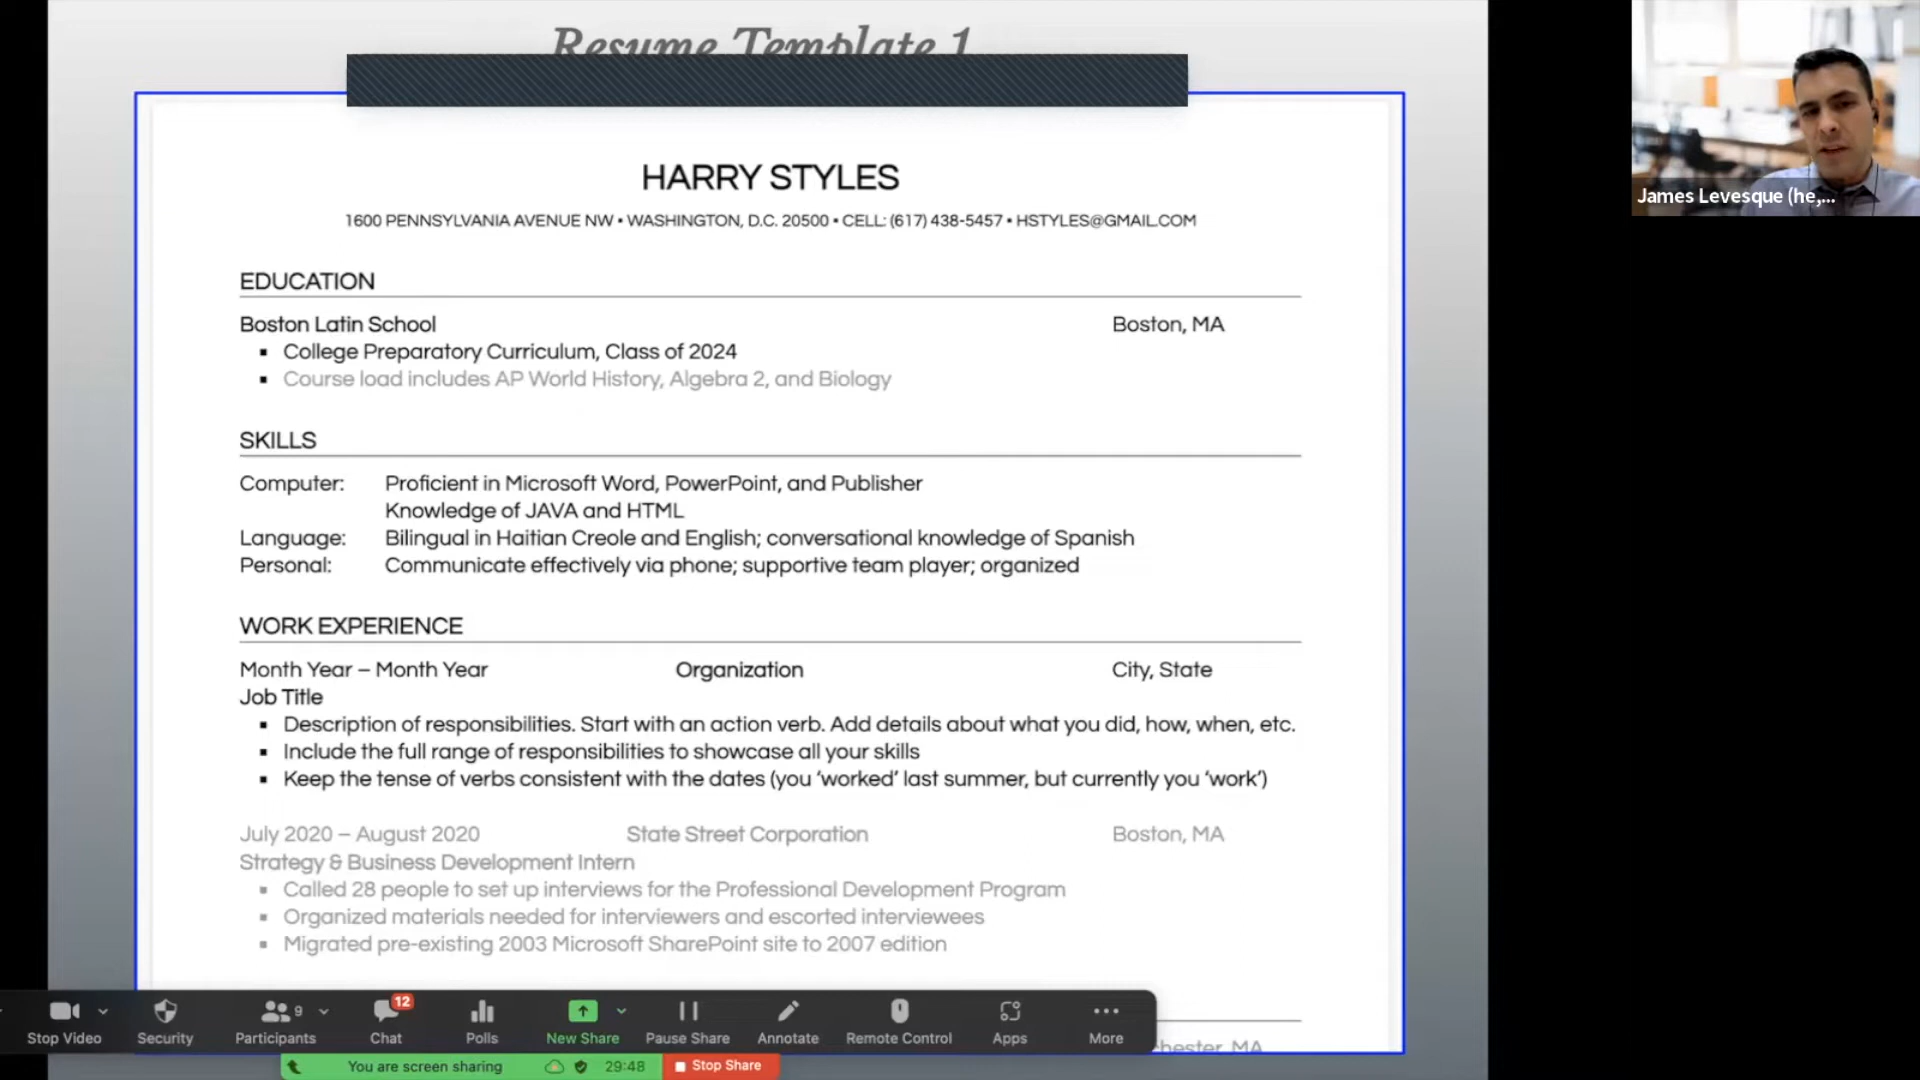 Resume Template 1
James Levesque (he,...
HARRY STYLES
1600 PENNSYLVANIA AVENUE NW • WASHINGTON, D.C. 20500 • CELL: (617) 438-5457 • HSTYLES@GMAIL.COM
EDUCATION
Boston Latin School Boston, MA
▪ College Preparatory Curriculum, Class of 2024
▪ Course load includes AP World History, Algebra 2, and Biology
SKILLS
Computer: Proficient in Microsoft Word, PowerPoint, and Publisher
Knowledge of JAVA and HTML
Language: Bilingual in Haitian Creole and English; conversational knowledge of Spanish
Personal: Communicate effectively via phone; supportive team player; organized
WORK EXPERIENCE
Month Year – Month Year Organization City, State
Job Title
▪ Description of responsibilities. Start with an action verb. Add details about what you did, how, when, etc.
▪ Include the full range of responsibilities to showcase all your skills
▪ Keep the tense of verbs consistent with the dates (you ‘worked’ last summer, but currently you ‘work’)
July 2020 – August 2020 State Street Corporation Boston, MA
Strategy & Business Development Intern
▪ Called 28 people to set up interviews for the Professional Development Program
▪ Organized materials needed for interviewers and escorted interviewees
▪ Migrated pre-existing 2003 Microsoft SharePoint site to 2007 edition
9 12
Stop Video Security Participants Chat Polls New Share Pause Share Annotate Remote Control Apps More
chester, MA
You are screen sharing 29:48 Stop Share